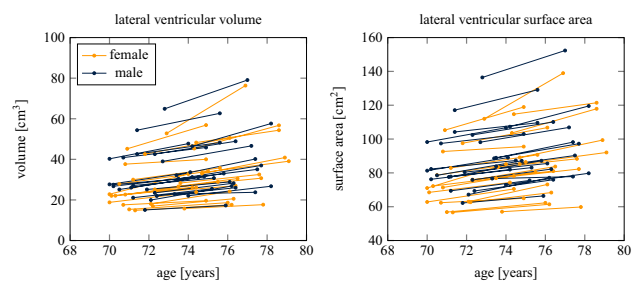 lateral ventricular volume
100
80
60
40
20
0
volume [cm³]
female
male
68 70 72 74 76 78 80
age [years]
lateral ventricular surface area
160
140
120
100
80
60
40
surface area [cm²]
68 70 72 74 76 78 80
age [years]